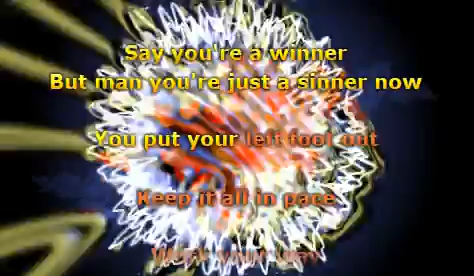 Say you're a winner
But man you're just a sinner now
You put your left foot out
Keep it all in pace